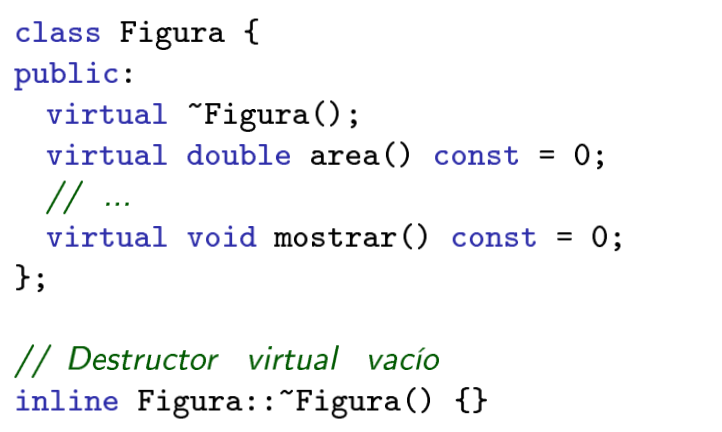 class Figura {
public:
  virtual ~Figura();
  virtual double area() const = 0;
  // ...
  virtual void mostrar() const = 0;
};

// Destructor virtual vacío
inline Figura::~Figura() {}